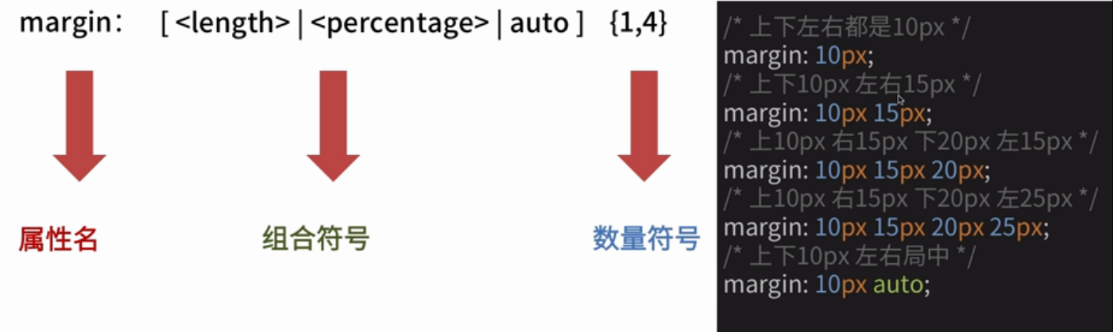 margin： [ <length> | <percentage> | auto ] {1,4}
属性名
组合符号
数量符号
/* 上下左右都是10px */
margin: 10px;
/* 上下10px 左右15px */
margin: 10px 15px;
/* 上10px 右15px 下20px 左15px */
margin: 10px 15px 20px;
/* 上10px 右15px 下20px 左25px */
margin: 10px 15px 20px 25px;
/* 上下10px 左右局中 */
margin: 10px auto;